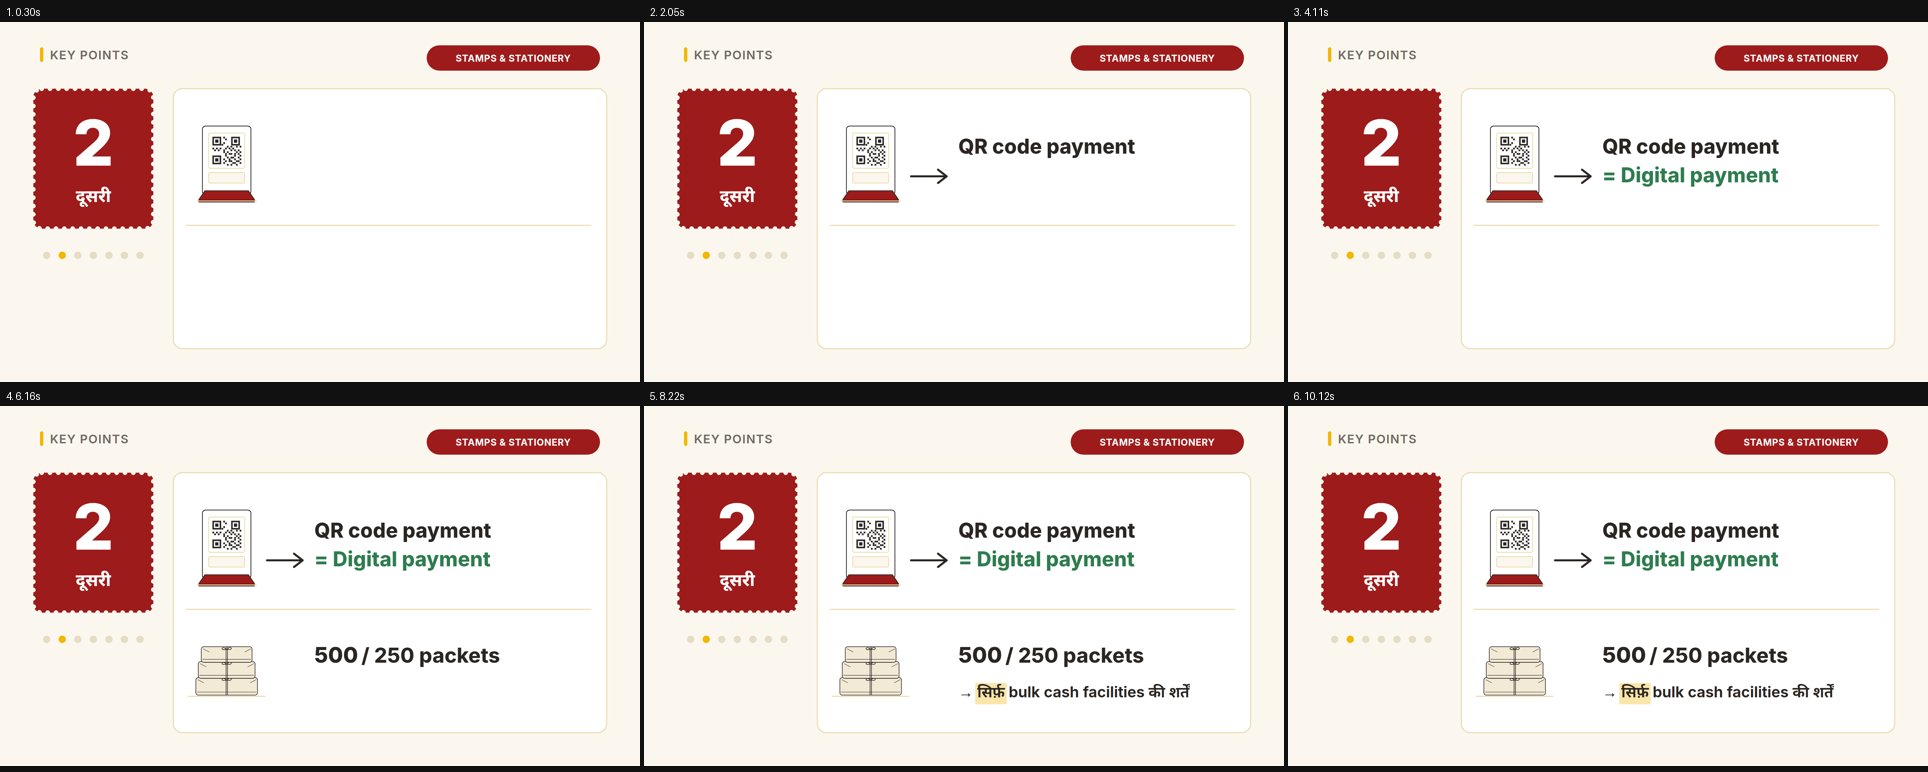 1. 0.30s
KEY POINTS
STAMPS & STATIONERY
2
दूसरी
2. 2.05s
KEY POINTS
STAMPS & STATIONERY
2
दूसरी
QR code payment
3. 4.11s
KEY POINTS
STAMPS & STATIONERY
2
दूसरी
QR code payment
= Digital payment
4. 6.16s
KEY POINTS
STAMPS & STATIONERY
2
दूसरी
QR code payment
= Digital payment
500 / 250 packets
5. 8.22s
KEY POINTS
STAMPS & STATIONERY
2
दूसरी
QR code payment
= Digital payment
500 / 250 packets
→ सिर्फ़ bulk cash facilities की शर्तें
6. 10.12s
KEY POINTS
STAMPS & STATIONERY
2
दूसरी
QR code payment
= Digital payment
500 / 250 packets
→ सिर्फ़ bulk cash facilities की शर्तें